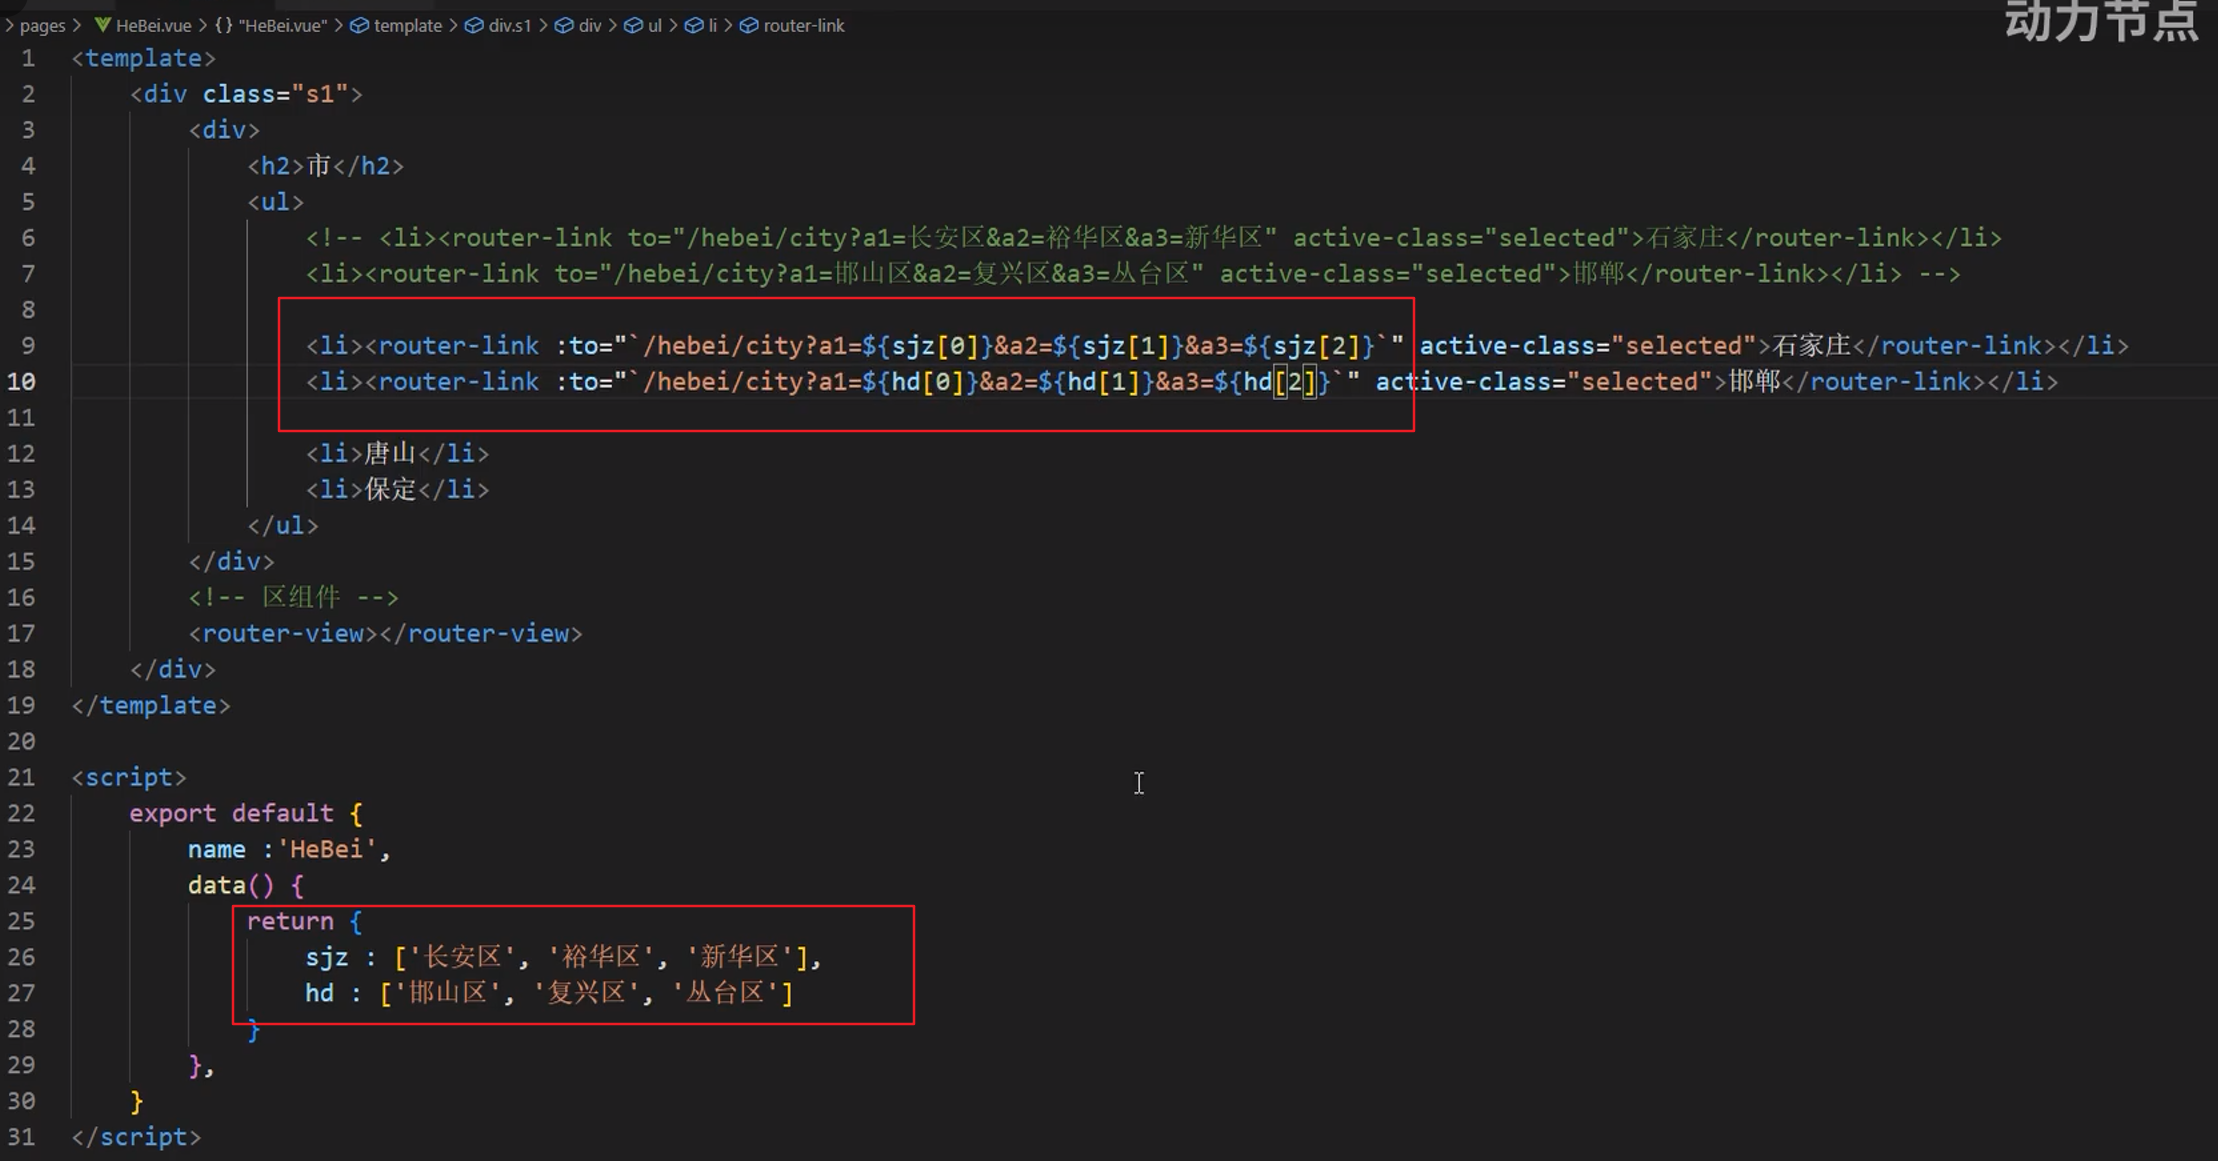 动力节点
pages > HeBei.vue > {} "HeBei.vue" > template > div.s1 > div > ul > li > router-link
1 <template>
2 <div class="s1">
3 <div>
4 <h2>市</h2>
5 <ul>
6 <!-- <li><router-link to="/hebei/city?a1=长安区&a2=裕华区&a3=新华区" active-class="selected">石家庄</router-link></li>
7 <li><router-link to="/hebei/city?a1=邯山区&a2=复兴区&a3=丛台区" active-class="selected">邯郸</router-link></li> -->
8
9 <li><router-link :to="`/hebei/city?a1=${sjz[0]}&a2=${sjz[1]}&a3=${sjz[2]}`" active-class="selected">石家庄</router-link></li>
10 <li><router-link :to="`/hebei/city?a1=${hd[0]}&a2=${hd[1]}&a3=${hd[2]}`" active-class="selected">邯郸</router-link></li>
11
12 <li>唐山</li>
13 <li>保定</li>
14 </ul>
15 </div>
16 <!-- 区组件 -->
17 <router-view></router-view>
18 </div>
19 </template>
20
21 <script>
22 export default {
23 name :'HeBei',
24 data() {
25 return {
26 sjz : ['长安区', '裕华区', '新华区'],
27 hd : ['邯山区', '复兴区', '丛台区']
28 }
29 },
30 }
31 </script>